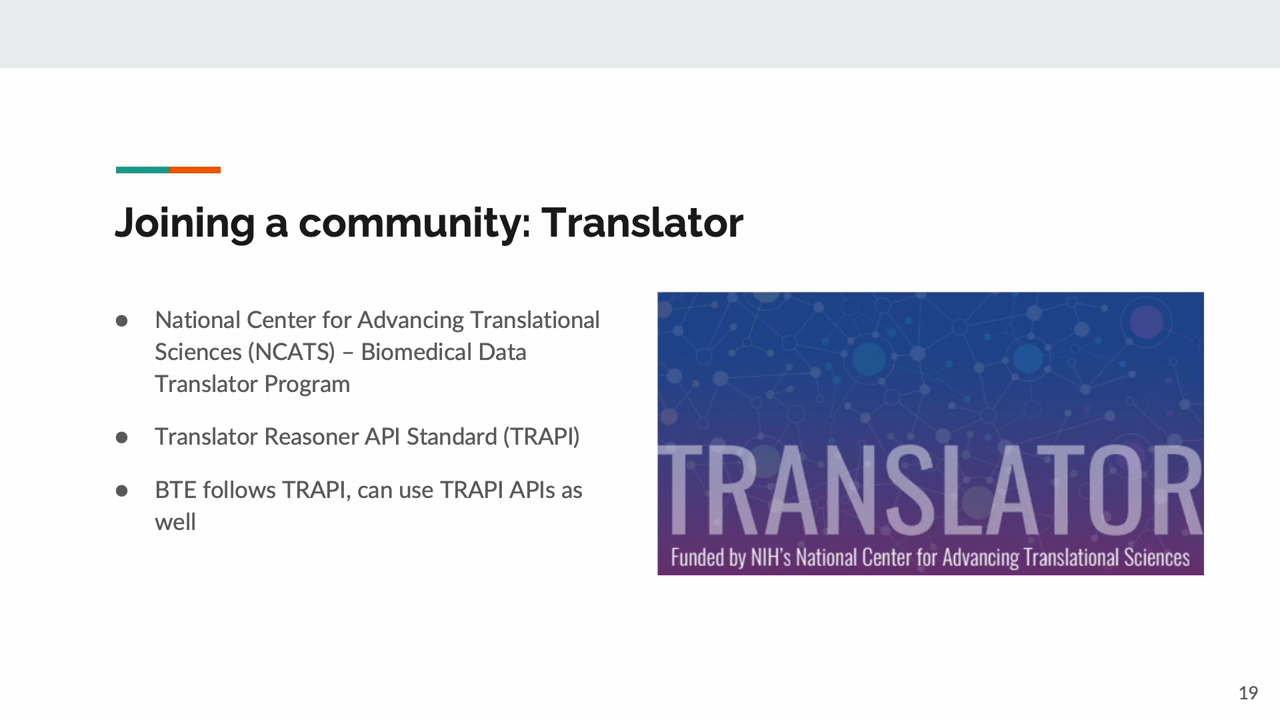 Joining a community: Translator
● National Center for Advancing Translational
Sciences (NCATS) – Biomedical Data
Translator Program
● Translator Reasoner API Standard (TRAPI)
● BTE follows TRAPI, can use TRAPI APIs as
well
TRANSLATOR
Funded by NIH's National Center for Advancing Translational Sciences
19